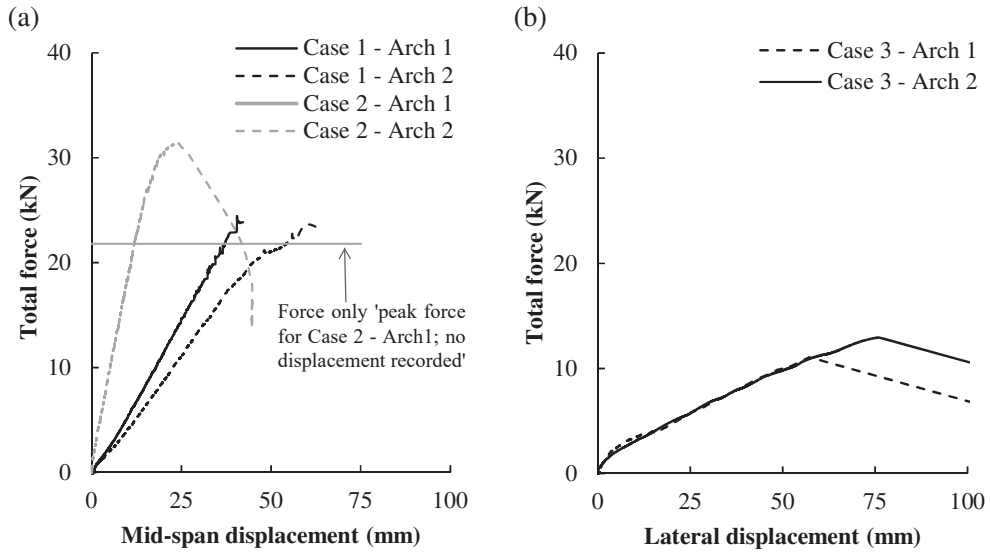 (a)
Case 1 - Arch 1
Case 1 - Arch 2
Case 2 - Arch 1
Case 2 - Arch 2
40
30
20
10
0
Total force (kN)
Force only 'peak force
for Case 2 - Arch1; no
displacement recorded'
0
25
50
75
100
Mid-span displacement (mm)
(b)
Case 3 - Arch 1
Case 3 - Arch 2
40
30
20
10
0
Total force (kN)
0
25
50
75
100
Lateral displacement (mm)